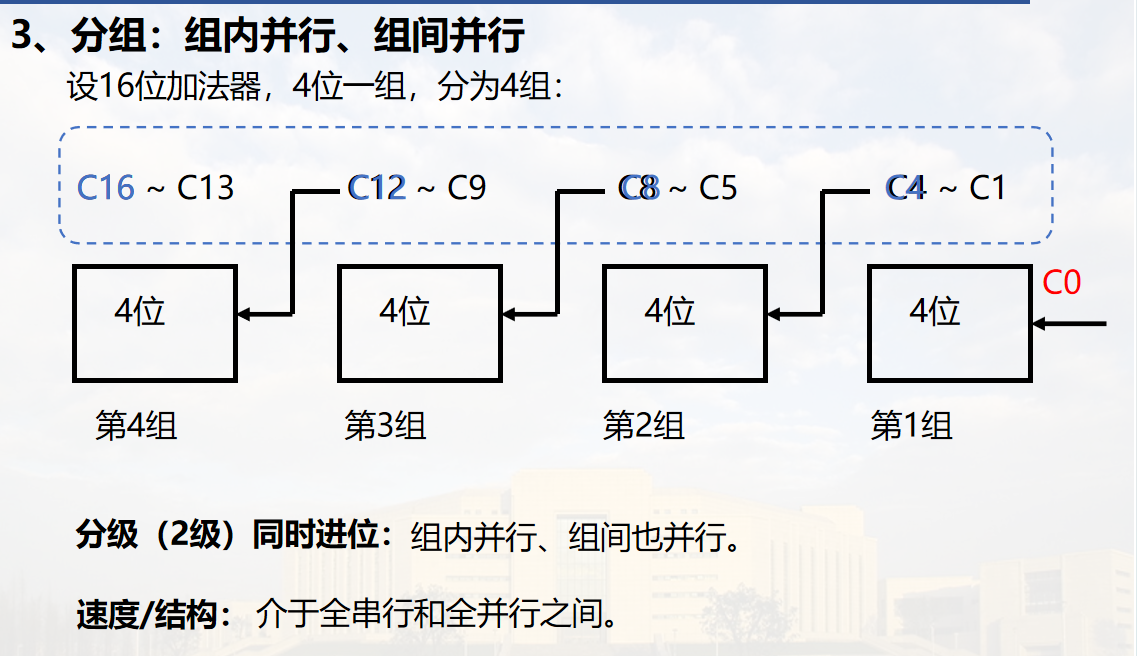 3、分组：组内并行、组间并行
设16位加法器，4位一组，分为4组：
C16 ~ C13 C12 ~ C9 C8 ~ C5 C4 ~ C1
C0
4位 4位 4位 4位
第4组 第3组 第2组 第1组
分级（2级）同时进位：组内并行、组间也并行。
速度/结构： 介于全串行和全并行之间。